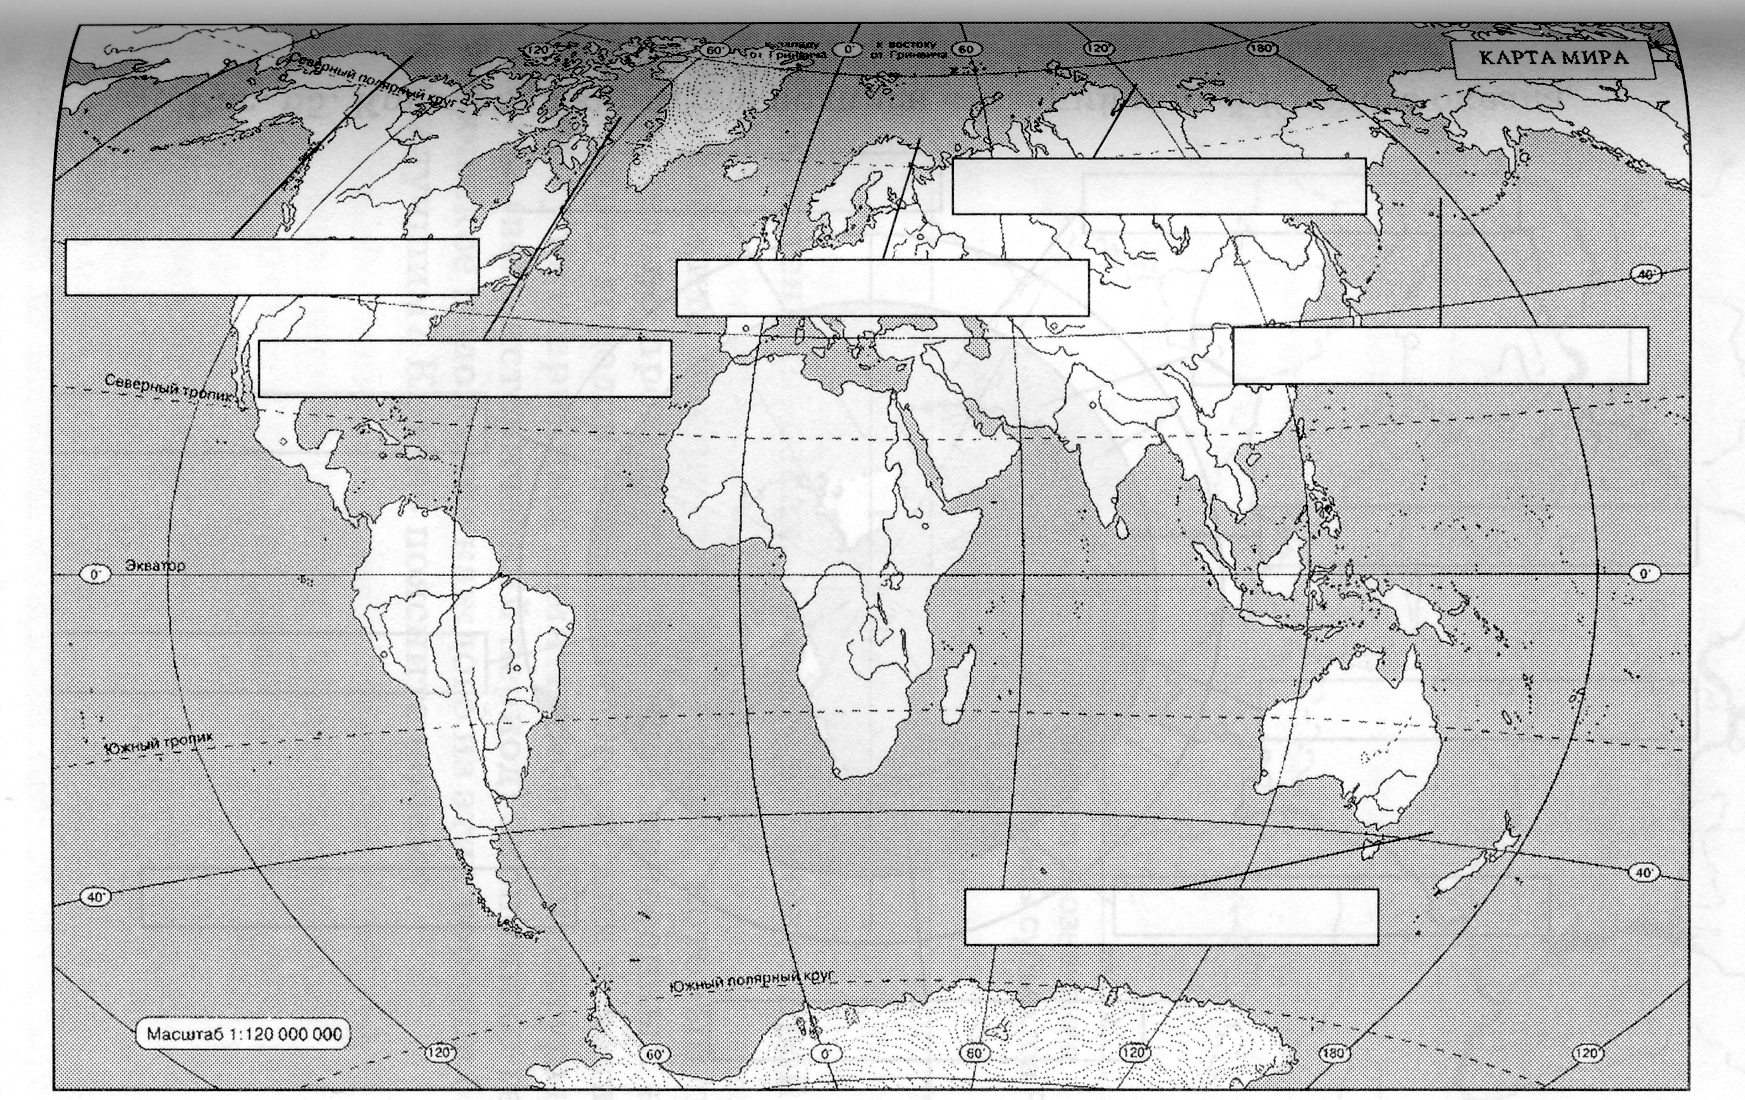 120° 60° к западу от Гринвича 0° к востоку от Гринвича 60° 120° 180°
КАРТА МИРА
Северный полярный круг
40°
Северный тропик
0° Экватор 0°
Южный тропик
40° 40°
Южный полярный круг
Масштаб 1:120 000 000
120° 60° 0° 60° 120° 180° 120°